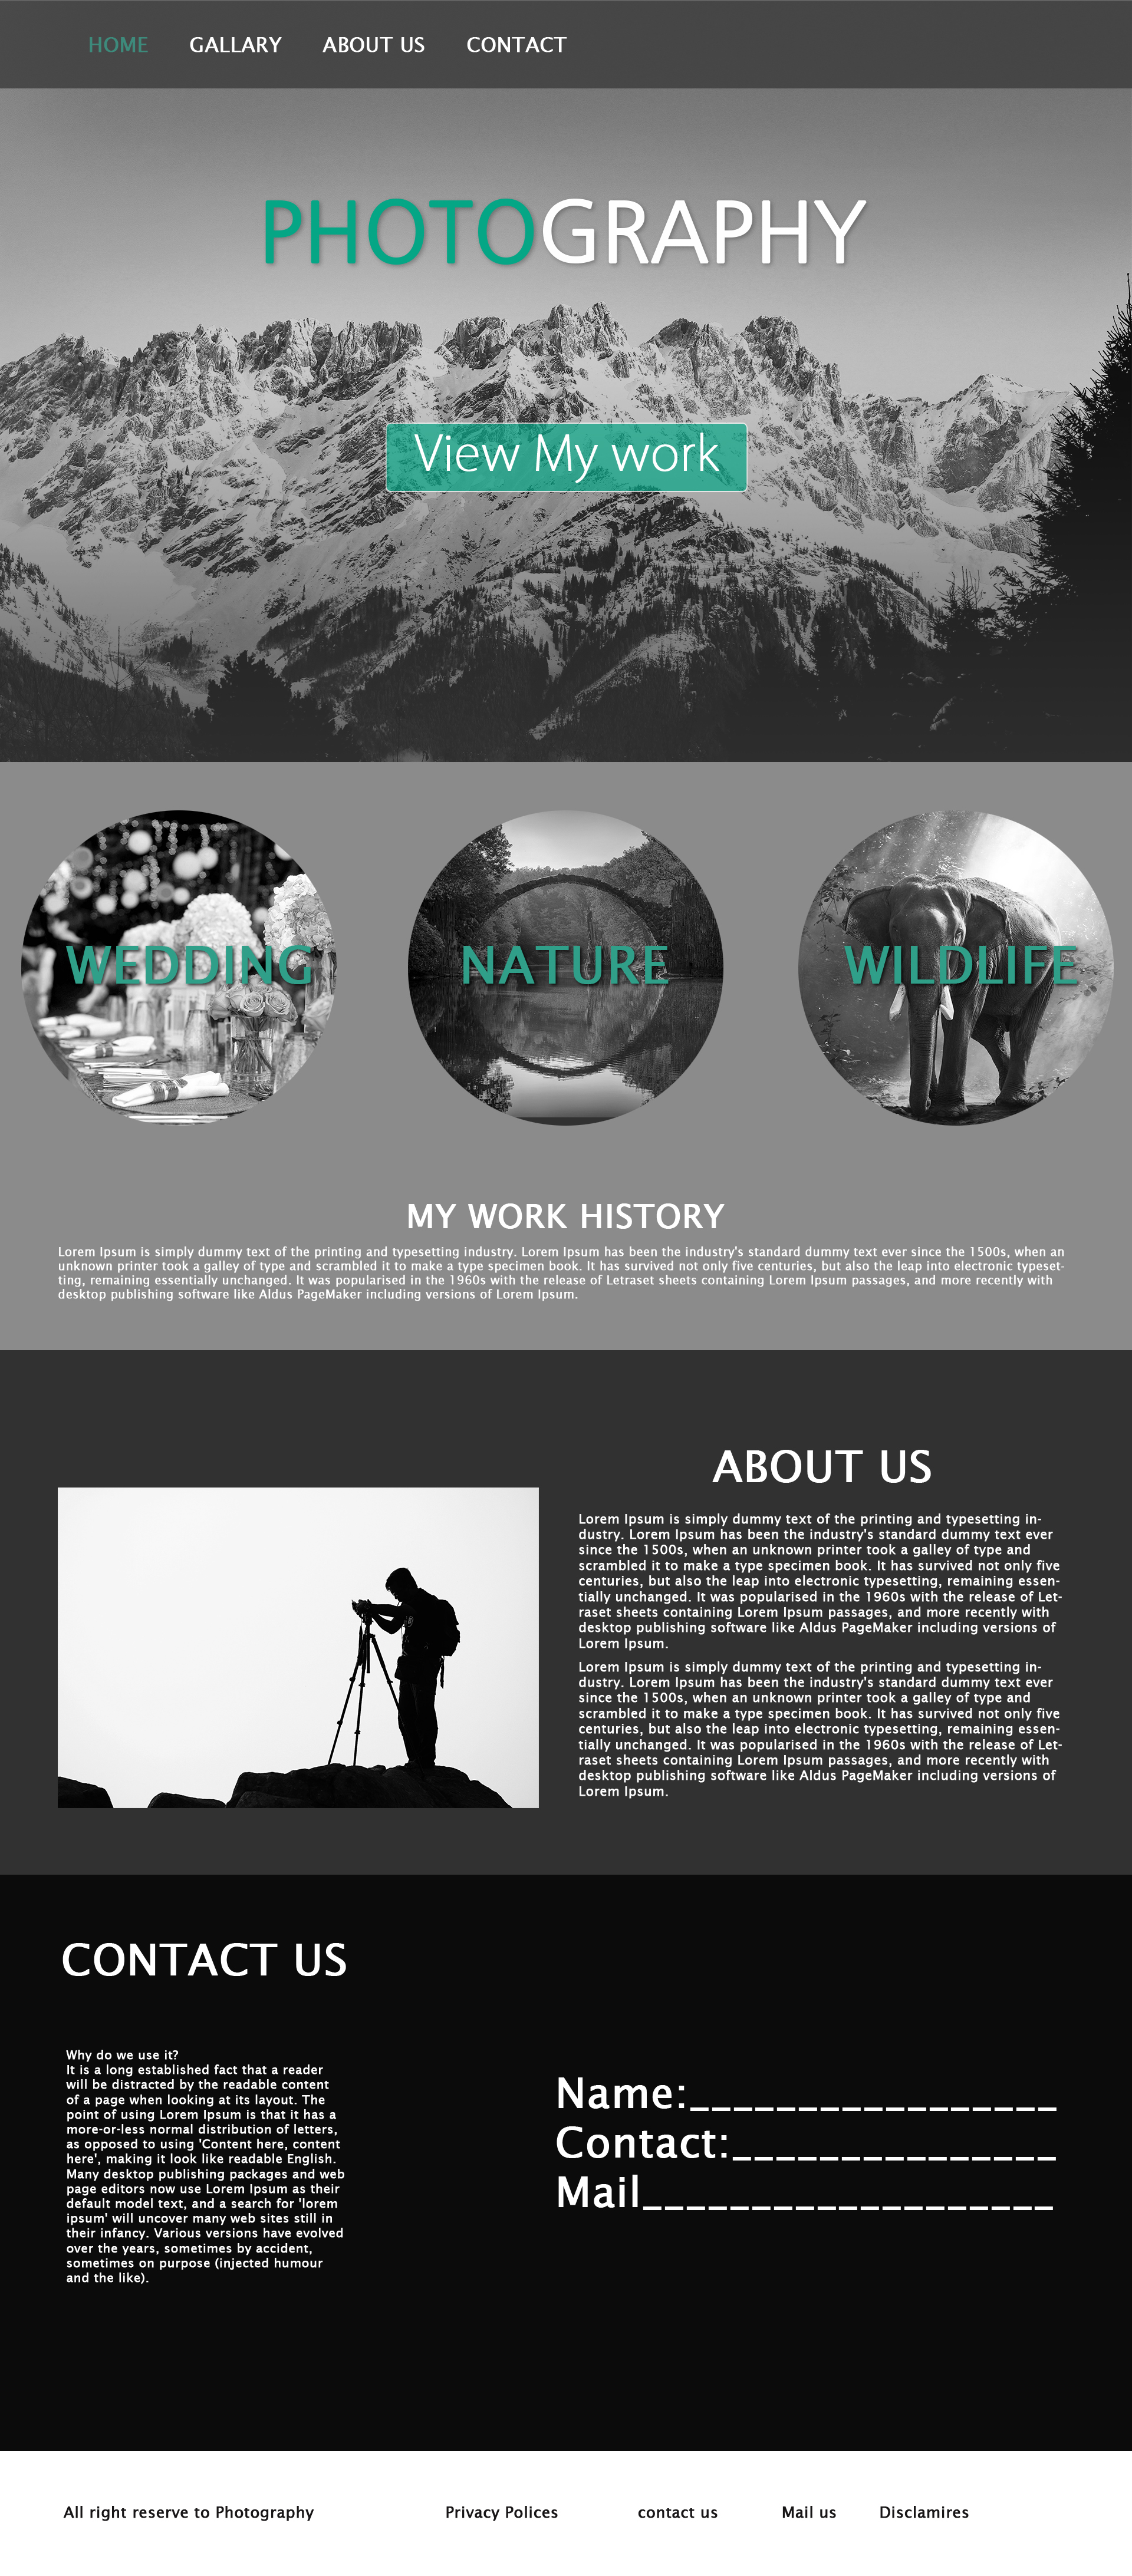 HOME GALLARY ABOUT US CONTACT
PHOTOGRAPHY
View My work
WEDDING
NATURE
WILDLIFE
MY WORK HISTORY
Lorem Ipsum is simply dummy text of the printing and typesetting industry. Lorem Ipsum has been the industry's standard dummy text ever since the 1500s, when an
unknown printer took a galley of type and scrambled it to make a type specimen book. It has survived not only five centuries, but also the leap into electronic typeset-
ting, remaining essentially unchanged. It was popularised in the 1960s with the release of Letraset sheets containing Lorem Ipsum passages, and more recently with
desktop publishing software like Aldus PageMaker including versions of Lorem Ipsum.
ABOUT US
Lorem Ipsum is simply dummy text of the printing and typesetting in-
dustry. Lorem Ipsum has been the industry's standard dummy text ever
since the 1500s, when an unknown printer took a galley of type and
scrambled it to make a type specimen book. It has survived not only five
centuries, but also the leap into electronic typesetting, remaining essen-
tially unchanged. It was popularised in the 1960s with the release of Let-
raset sheets containing Lorem Ipsum passages, and more recently with
desktop publishing software like Aldus PageMaker including versions of
Lorem Ipsum.
Lorem Ipsum is simply dummy text of the printing and typesetting in-
dustry. Lorem Ipsum has been the industry's standard dummy text ever
since the 1500s, when an unknown printer took a galley of type and
scrambled it to make a type specimen book. It has survived not only five
centuries, but also the leap into electronic typesetting, remaining essen-
tially unchanged. It was popularised in the 1960s with the release of Let-
raset sheets containing Lorem Ipsum passages, and more recently with
desktop publishing software like Aldus PageMaker including versions of
Lorem Ipsum.
CONTACT US
Why do we use it?
It is a long established fact that a reader
will be distracted by the readable content
of a page when looking at its layout. The
point of using Lorem Ipsum is that it has a
more-or-less normal distribution of letters,
as opposed to using 'Content here, content
here', making it look like readable English.
Many desktop publishing packages and web
page editors now use Lorem Ipsum as their
default model text, and a search for 'lorem
ipsum' will uncover many web sites still in
their infancy. Various versions have evolved
over the years, sometimes by accident,
sometimes on purpose (injected humour
and the like).
Name:_________________
Contact:_______________
Mail___________________
All right reserve to Photography Privacy Polices contact us Mail us Disclamires